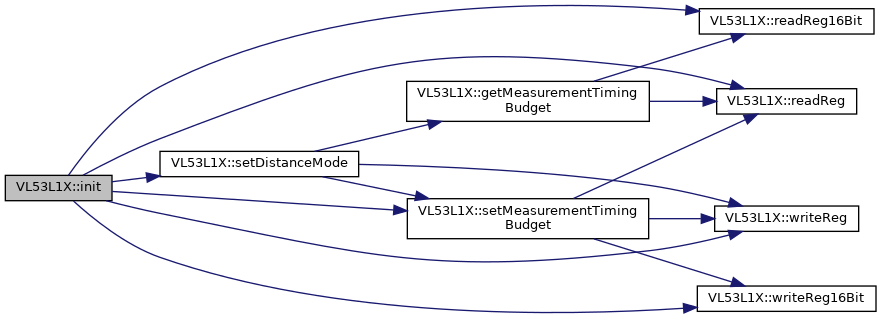 VL53L1X::init
VL53L1X::setDistanceMode
VL53L1X::getMeasurementTiming
Budget
VL53L1X::setMeasurementTiming
Budget
VL53L1X::readReg16Bit
VL53L1X::readReg
VL53L1X::writeReg
VL53L1X::writeReg16Bit